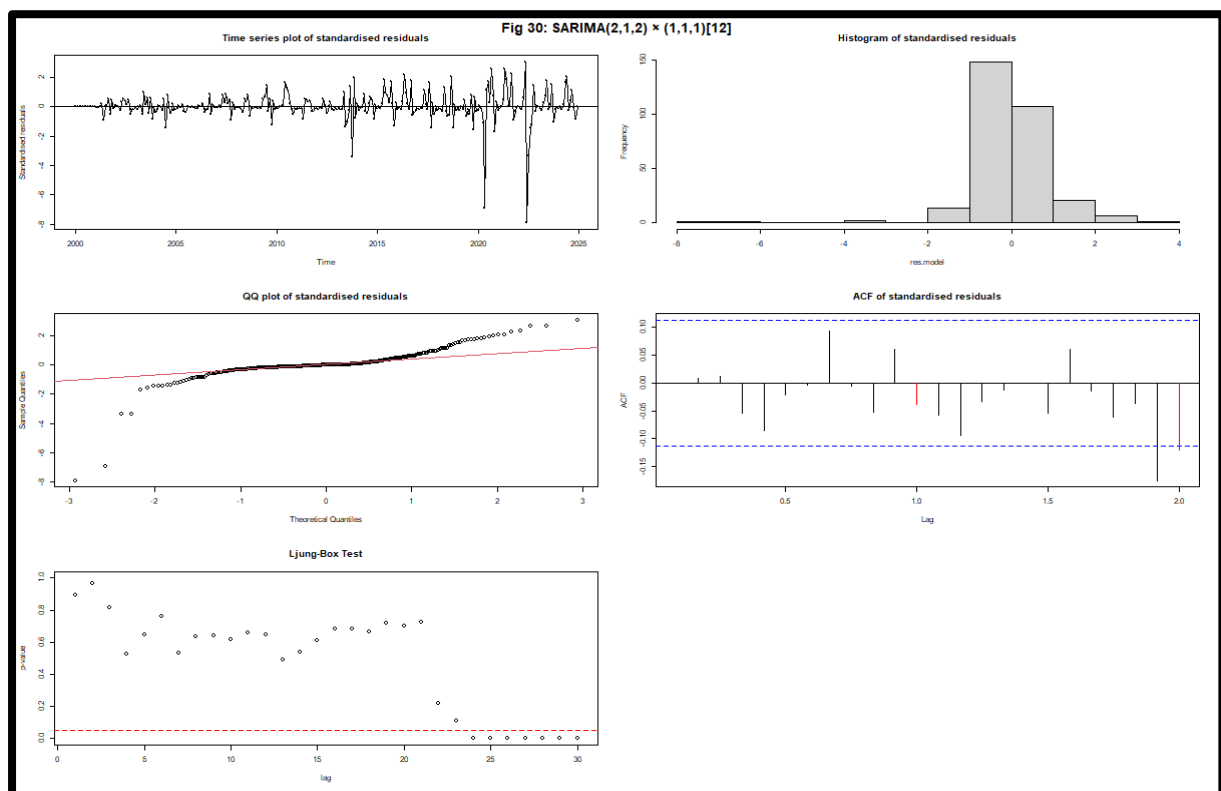 Fig 30: SARIMA(2,1,2) × (1,1,1)[12]
Time series plot of standardised residuals
Standardised residuals
2
0
-2
-4
-6
-8
2000 2005 2010 2015 2020 2025
Time
Histogram of standardised residuals
Frequency
150
100
50
0
-8 -6 -4 -2 0 2 4
res.model
QQ plot of standardised residuals
Sample Quantiles
2
0
-2
-4
-6
-8
-3 -2 -1 0 1 2 3
Theoretical Quantiles
ACF of standardised residuals
ACF
0.10
0.05
0.00
-0.05
-0.10
-0.15
0.5 1.0 1.5 2.0
Lag
Ljung-Box Test
p-value
1.0
0.8
0.6
0.4
0.2
0.0
0 5 10 15 20 25 30
lag